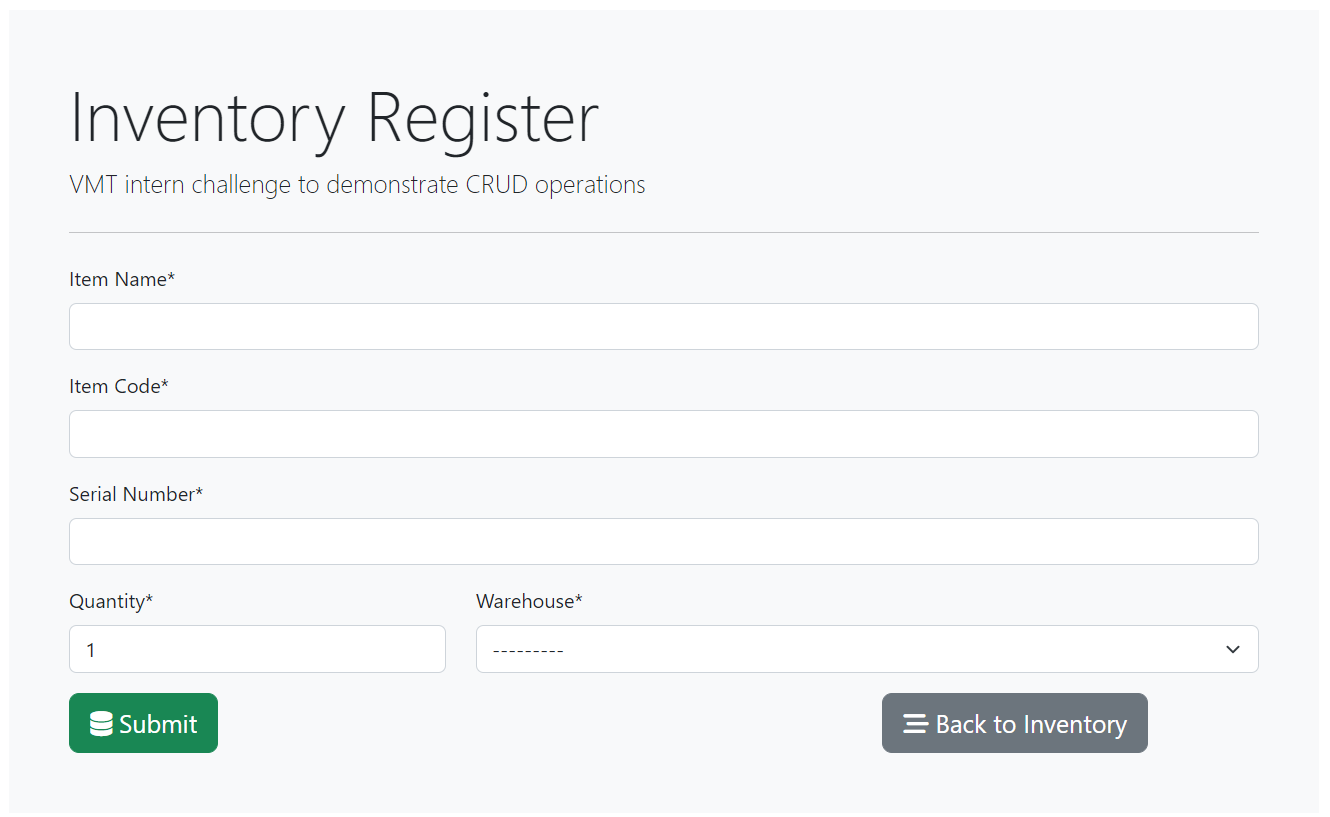 Inventory Register
VMT intern challenge to demonstrate CRUD operations
Item Name*
Item Code*
Serial Number*
Quantity* Warehouse*
1 ---------
Submit Back to Inventory